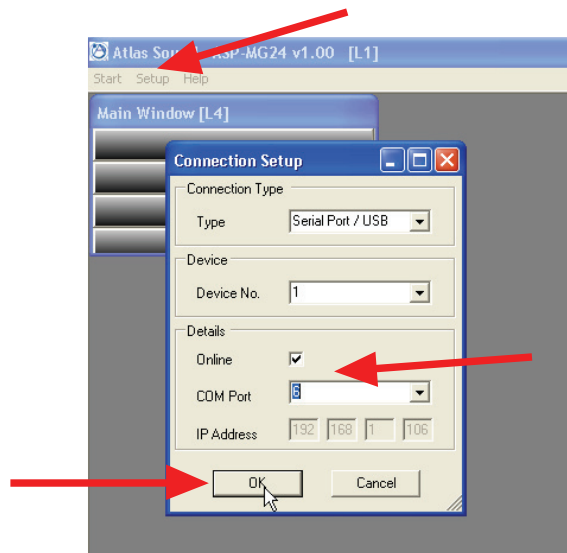 Atlas ASP-MG24 v1.00 [L1]
Start Setup Help
Main Window [L4]
Connection Setup
Connection Type
Type Serial Port / USB
Device
Device No. 1
Details
Online
COM Port 6
IP Address 192 168 1 106
OK Cancel